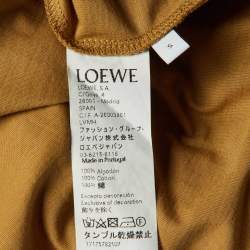 S
LOEWE
LOEWE S.A.
C/Goya, 4
28001 - Madrid
SPAIN
LVMH
ファッション・グループ・
ジャパン株式会社
ロエベジャパン
03-6215-6116
Made in Portugal
100% Algodón
100% Cotton
100% 綿
Excepto decoración
Exclusive of decoration
飾りを除く
タンブル乾燥禁止